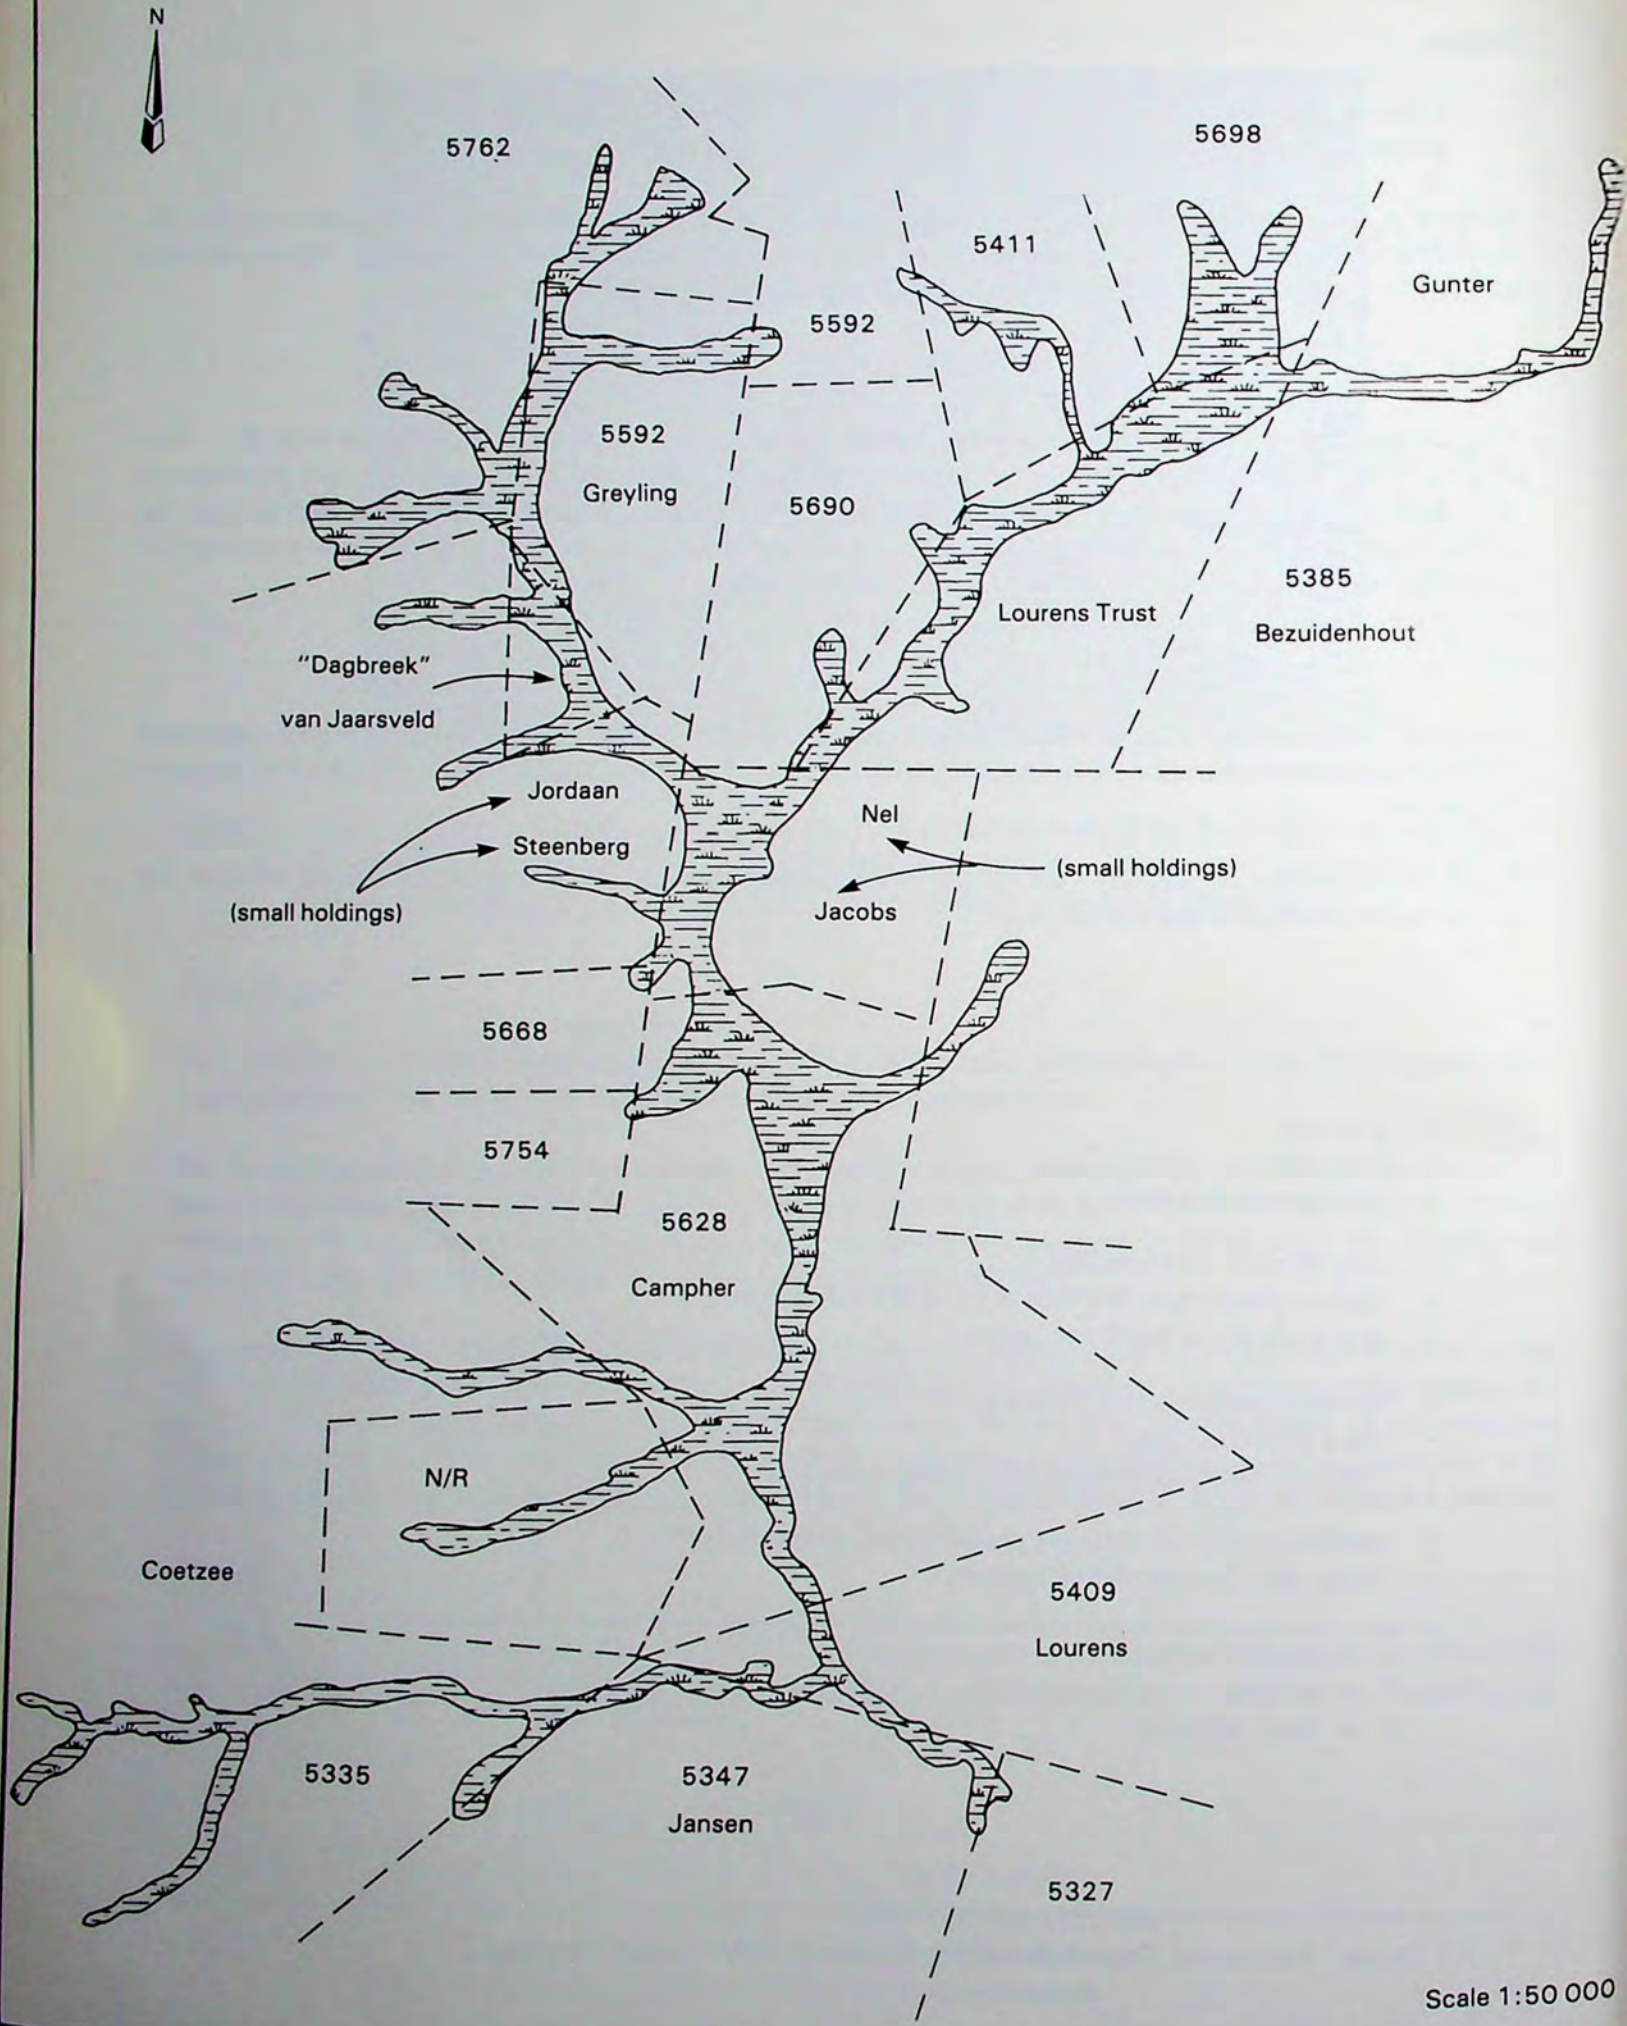 N
5762
5698
5411
Gunter
5592
5592
Greyling
5690
5385
Lourens Trust
Bezuidenhout
"Dagbreek"
van Jaarsveld
Jordaan
Nel
Steenberg
(small holdings)
(small holdings)
Jacobs
5668
5754
5628
Campher
N/R
Coetzee
5409
Lourens
5335
5347
Jansen
5327
Scale 1:50 000